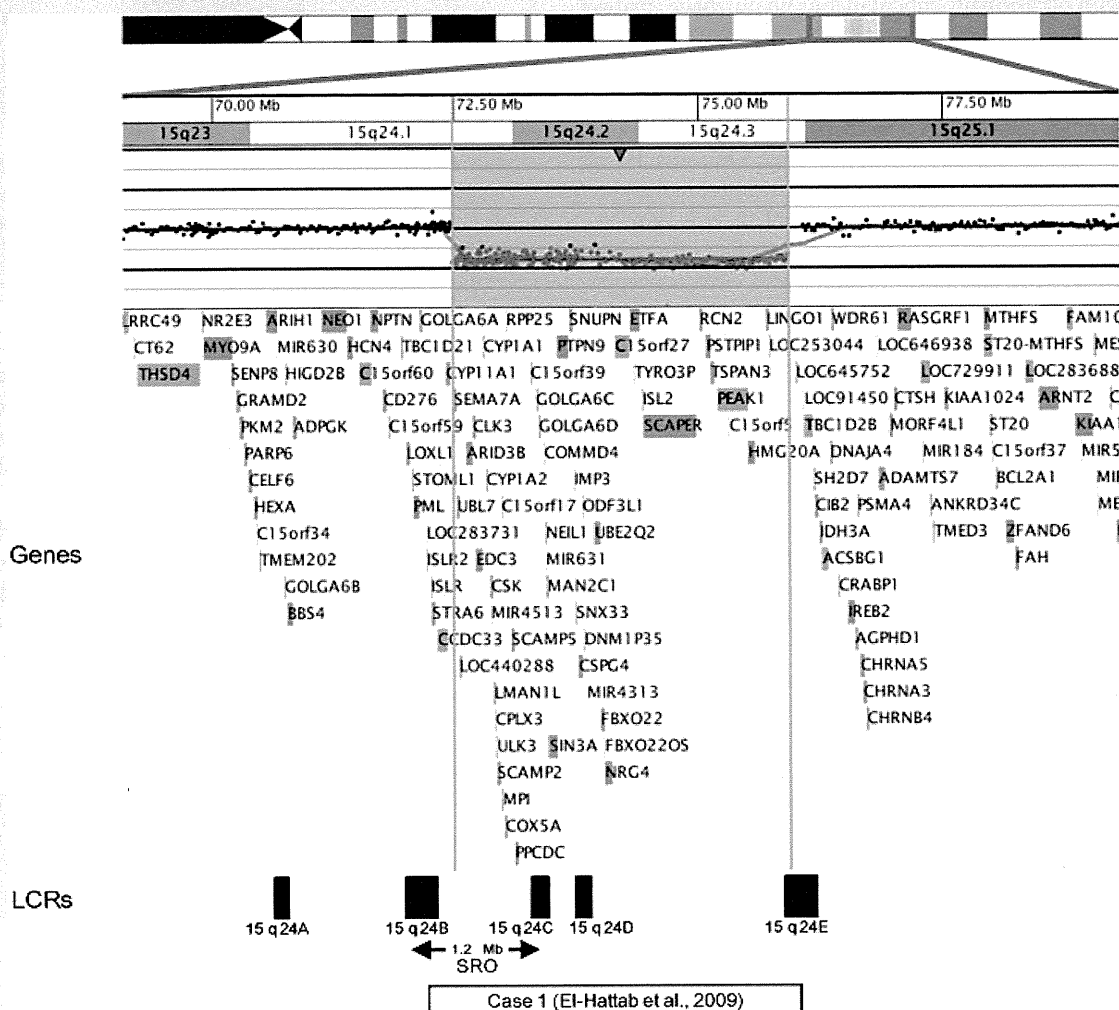 70.00 Mb 72.50 Mb 75.00 Mb 77.50 Mb
15q23 15q24.1 15q24.2 15q24.3 15q25.1
LRRC49 NR2E3 ARIH1 NEO1 NPTN GOLGA6A RPP25 SNUPN ETFA RCN2 LINGO1 WDR61 RASGRF1 MTHFS FAM10
CT62 MYO9A MIR630 HCN4 TBC1D21 CYP1A1 PTPN9 C15orf27 PSTPIP1 LOC253044 LOC646938 ST20-MTHFS MES
THSD4 SENP8 HIGD2B C15orf60 CYP11A1 C15orf39 TYRO3P TSPAN3 LOC645752 LOC729911 LOC283688
GRAMD2 CD276 SEMA7A GOLGA6C ISL2 PEAK1 LOC91450 CTSH KIAA1024 ARNT2 C
PKM2 ADPGK C15orf59 CLK3 GOLGA6D SCAPER C15orf5 TBC1D2B MORF4L1 ST20 KIAA1
PARP6 LOXL1 ARID3B COMMD4 HMG20A DNAJA4 MIR184 C15orf37 MIR5
CELF6 STOML1 CYP1A2 IMP3 SH2D7 ADAMTS7 BCL2A1 MII
HEXA PML UBL7 C15orf17 ODF3L1 CIB2 PSMA4 ANKRD34C ME
C15orf34 LOC283731 NEIL1 UBE2Q2 IDH3A TMED3 ZFAND6
Genes
TMEM202 ISLR2 EDC3 MIR631 ACSBG1 FAH
GOLGA6B ISLR CSK MAN2C1 CRABP1
BBS4 STRA6 MIR4513 SNX33 IREB2
CCDC33 SCAMP5 DNM1P35 AGPHD1
LOC440288 CSPG4 CHRNA5
LMAN1L MIR4313 CHRNA3
CPLX3 FBXO22 CHRNB4
ULK3 SIN3A FBXO22OS
SCAMP2 NRG4
MPI
COX5A
PPCDC
LCRs
15 q24A 15 q24B 15 q24C 15 q24D 15 q24E
1.2 Mb
SRO
Case 1 (El-Hattab et al., 2009)